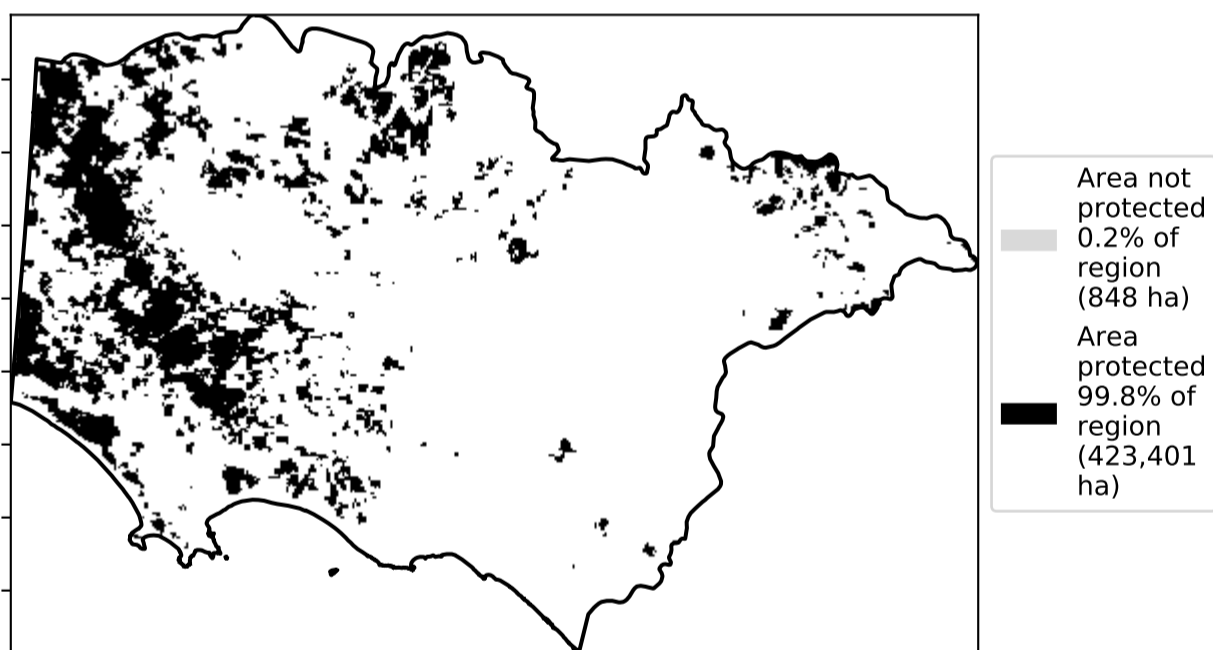 Area not
protected
0.2% of
region
(848 ha)
Area
protected
99.8% of
region
(423,401
ha)